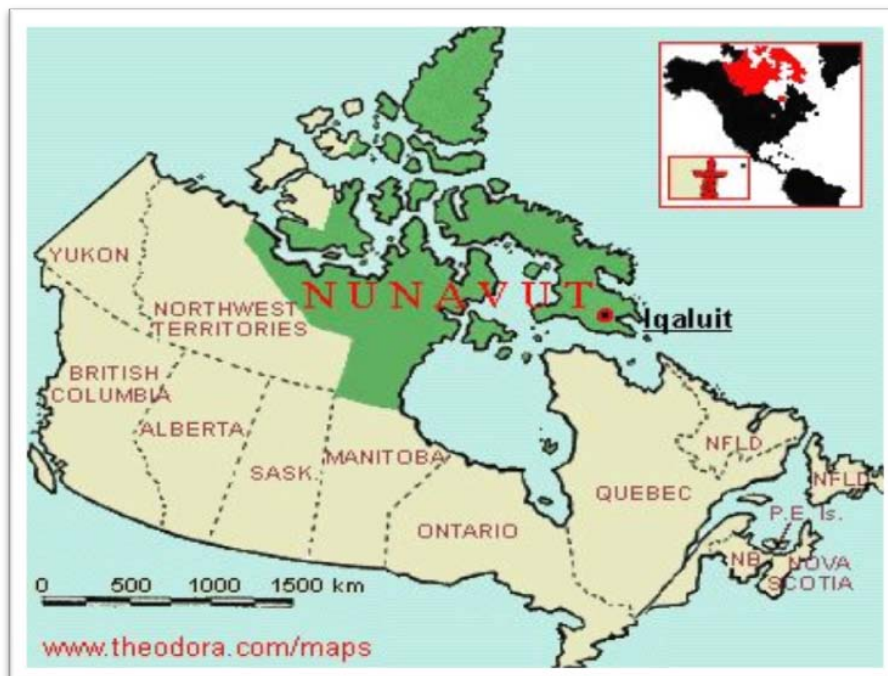 YUKON
NORTHWEST
TERRITORIES
NUNAVUT
Iqaluit
BRITISH
COLUMBIA
ALBERTA
SASK.
MANITOBA
ONTARIO
QUEBEC
NFLD
NFLD
P.E. Is.
NB
NOVA
SCOTIA
0 500 1000 1500 km
www.theodora.com/maps